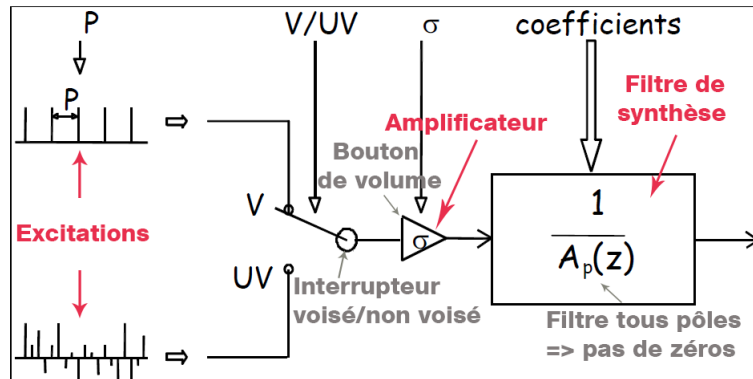 P
V/UV
σ
coefficients
P
Filtre de
synthèse
Amplificateur
Bouton
de volume
V
1
Excitations
σ
A_p(z)
UV
Interrupteur
voisé/non voisé
Filtre tous pôles
=> pas de zéros